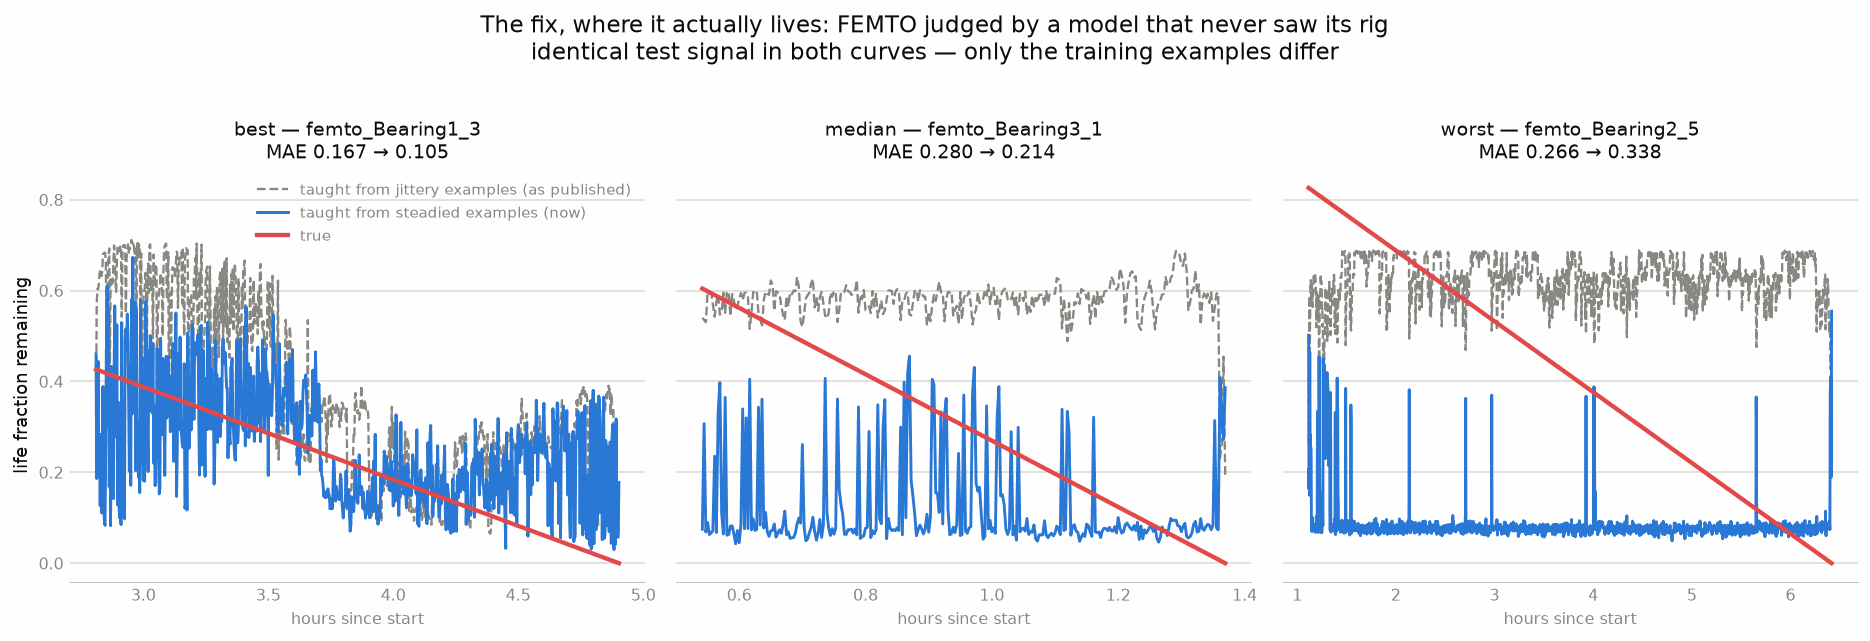 The fix, where it actually lives: FEMTO judged by a model that never saw its rig
identical test signal in both curves — only the training examples differ
best — femto_Bearing1_3
MAE 0.167 → 0.105
median — femto_Bearing3_1
MAE 0.280 → 0.214
worst — femto_Bearing2_5
MAE 0.266 → 0.338
taught from jittery examples (as published)
taught from steadied examples (now)
true
life fraction remaining
0.8
0.6
0.4
0.2
0.0
3.0 3.5 4.0 4.5 5.0
hours since start
0.6 0.8 1.0 1.2 1.4
hours since start
1 2 3 4 5 6
hours since start